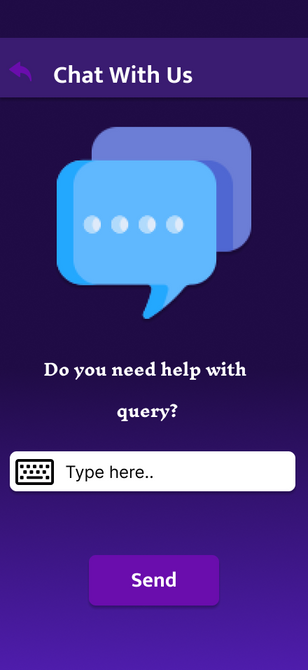 Chat With Us
Do you need help with
query?
Type here..
Send